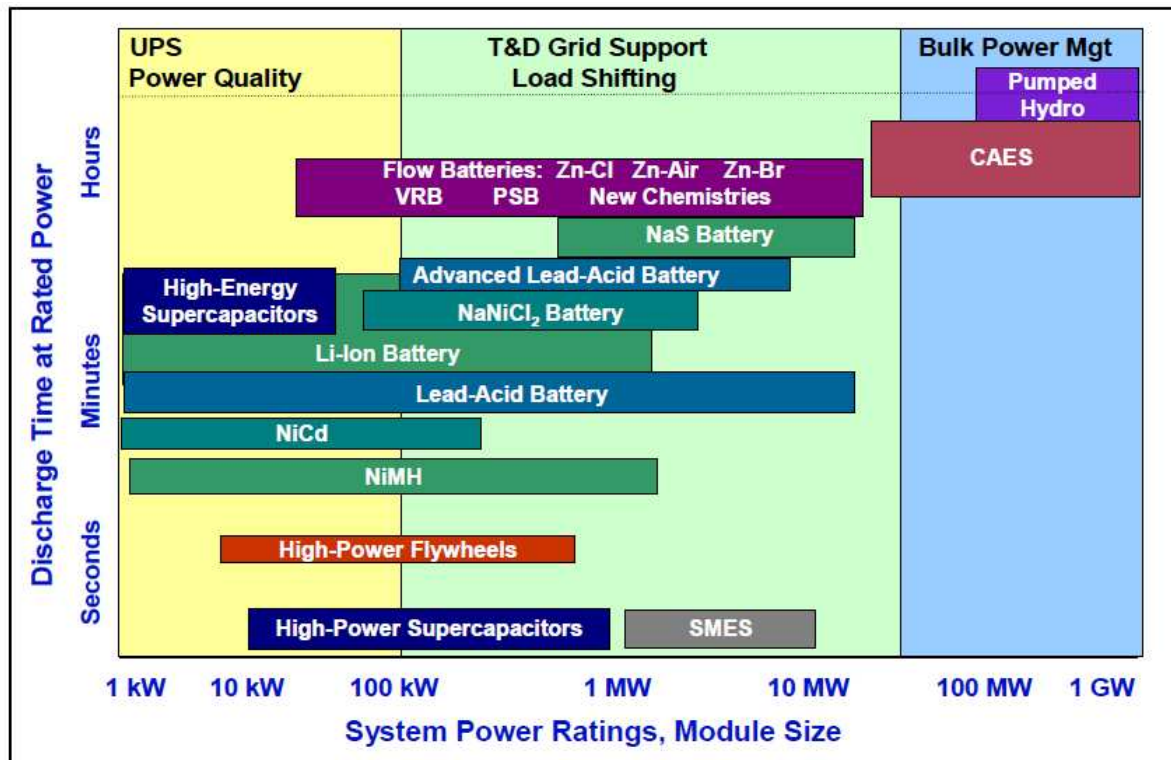 UPS
Power Quality
T&D Grid Support
Load Shifting
Bulk Power Mgt
Pumped
Hydro
CAES
Flow Batteries: Zn-Cl Zn-Air Zn-Br
VRB PSB New Chemistries
NaS Battery
Advanced Lead-Acid Battery
High-Energy
Supercapacitors
NaNiCl₂ Battery
Li-Ion Battery
Lead-Acid Battery
NiCd
NiMH
High-Power Flywheels
High-Power Supercapacitors
SMES
Discharge Time at Rated Power
Hours
Minutes
Seconds
1 kW 10 kW 100 kW 1 MW 10 MW 100 MW 1 GW
System Power Ratings, Module Size